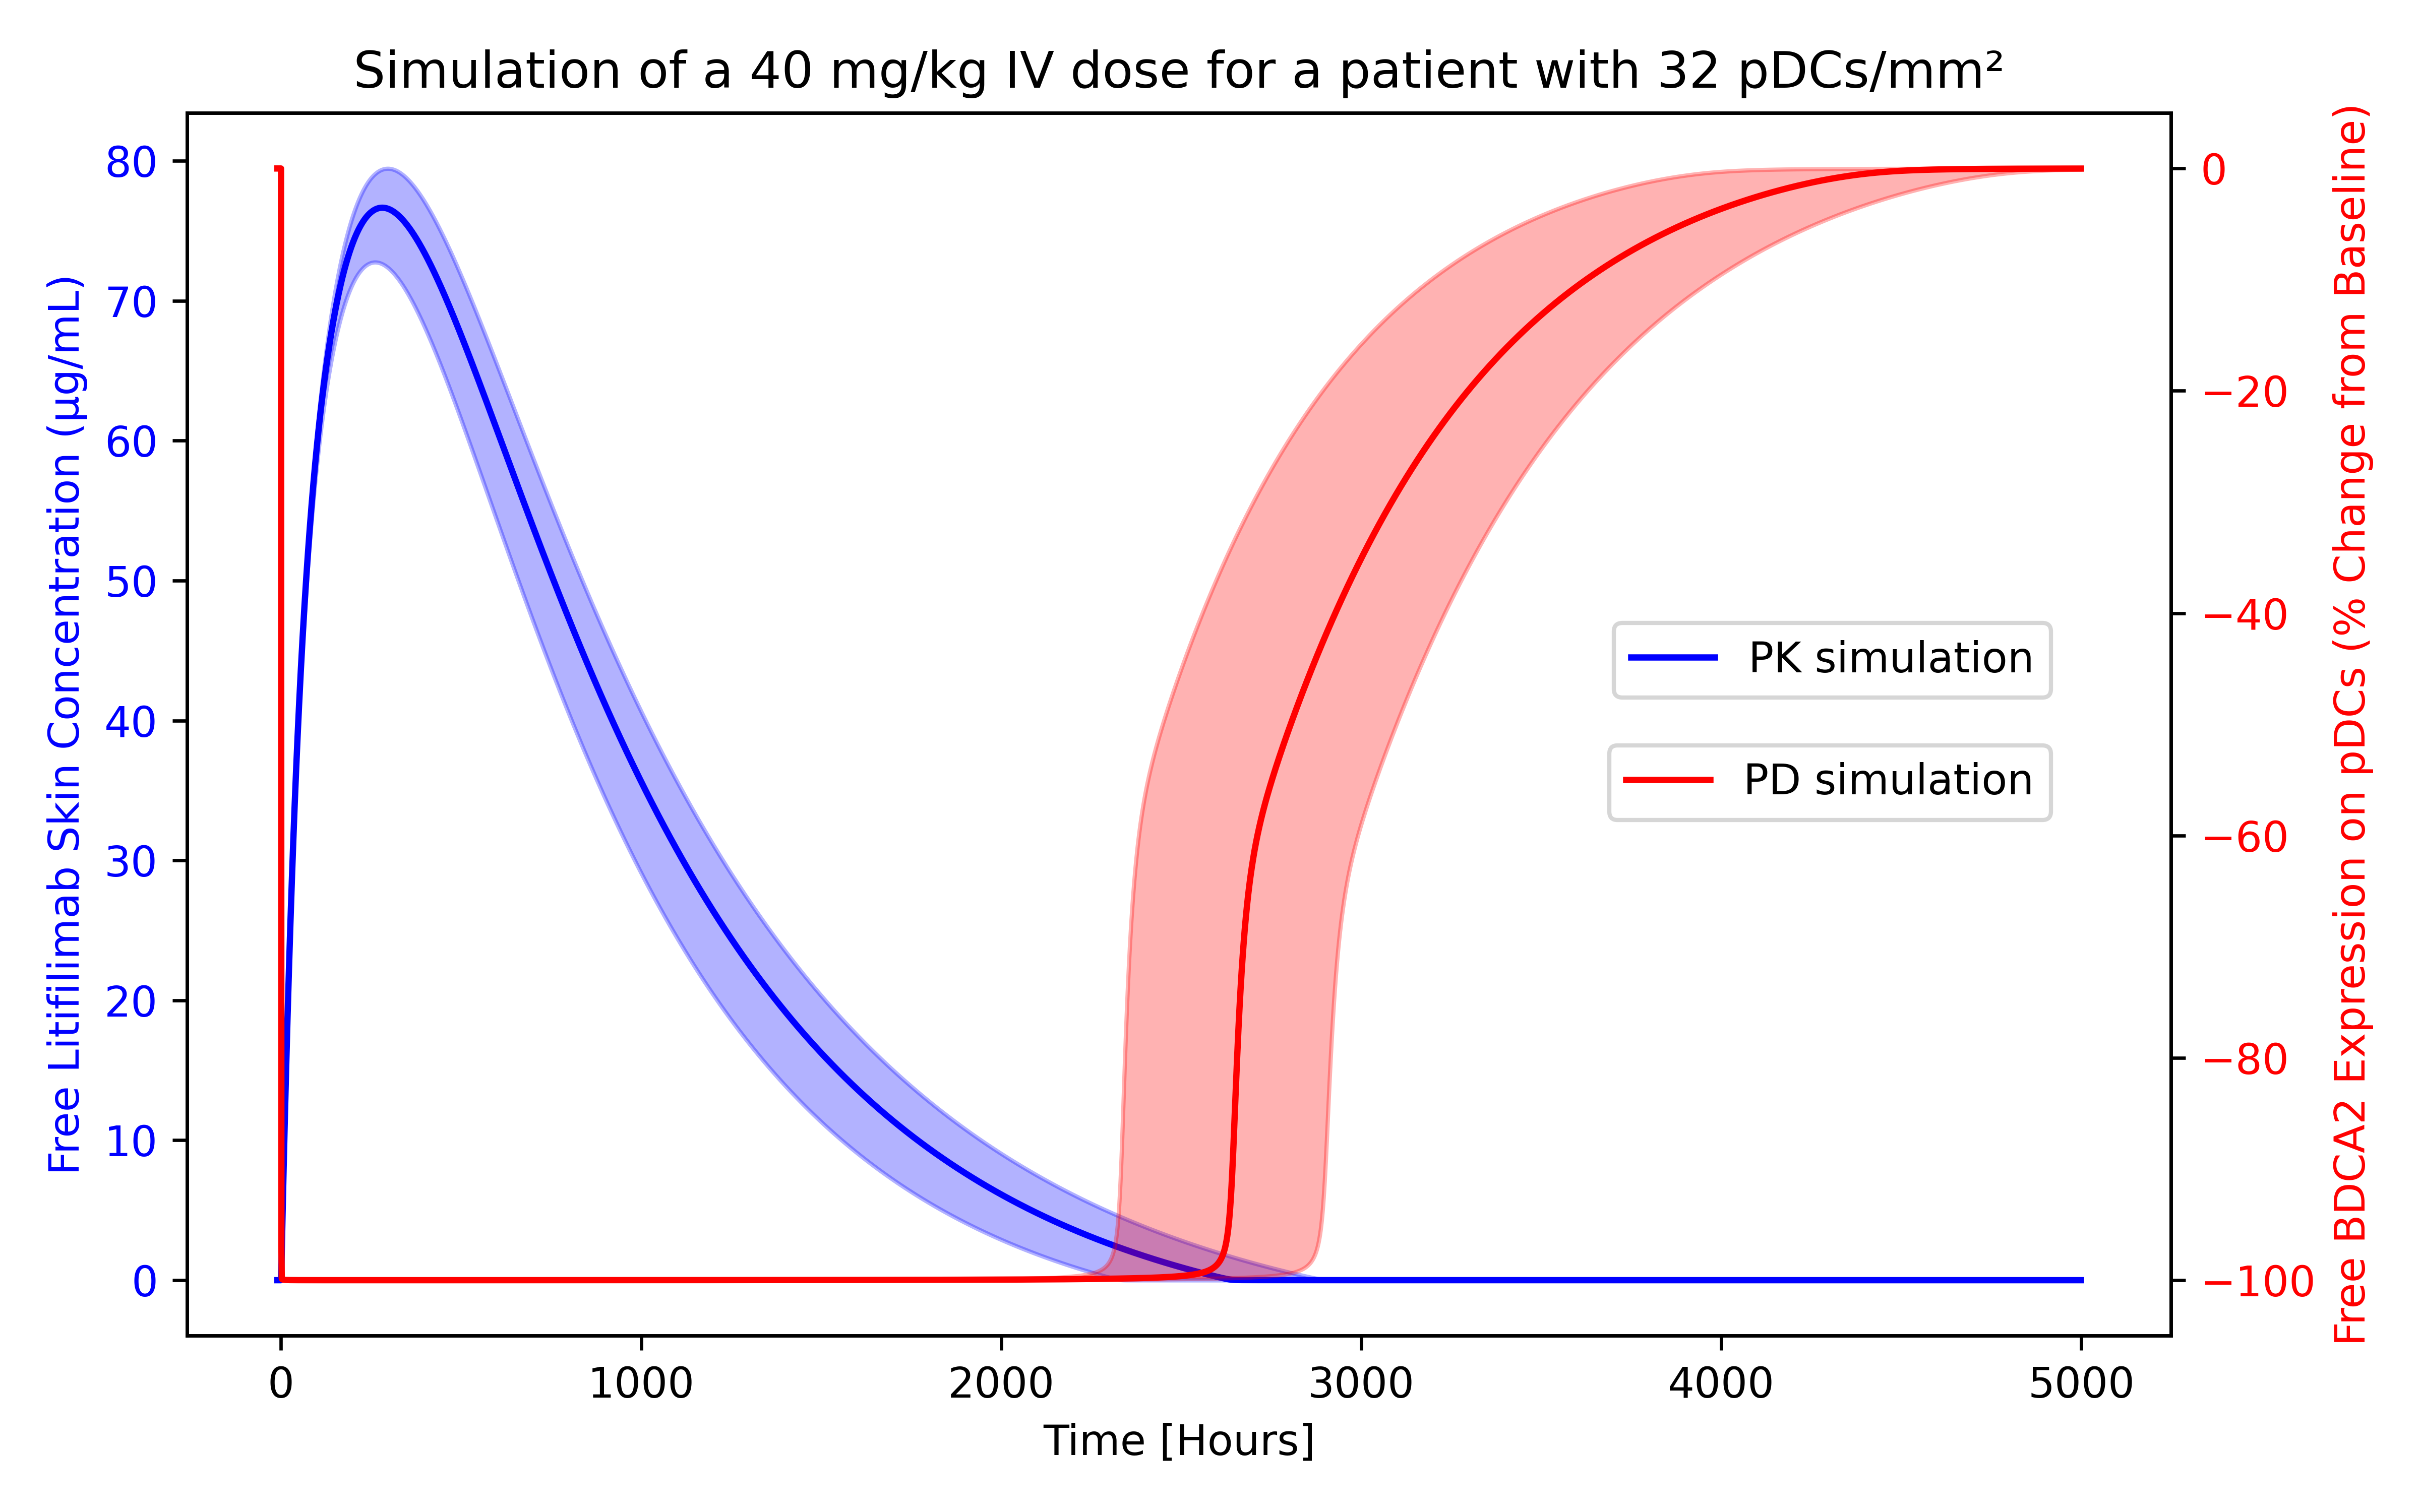 Simulation of a 40 mg/kg IV dose for a patient with 32 pDCs/mm²
Free Litifilimab Skin Concentration (µg/mL)
80
70
60
50
40
30
20
10
0
PK simulation
PD simulation
0
−20
−40
−60
−80
−100
Free BDCA2 Expression on pDCs (% Change from Baseline)
0 1000 2000 3000 4000 5000
Time [Hours]